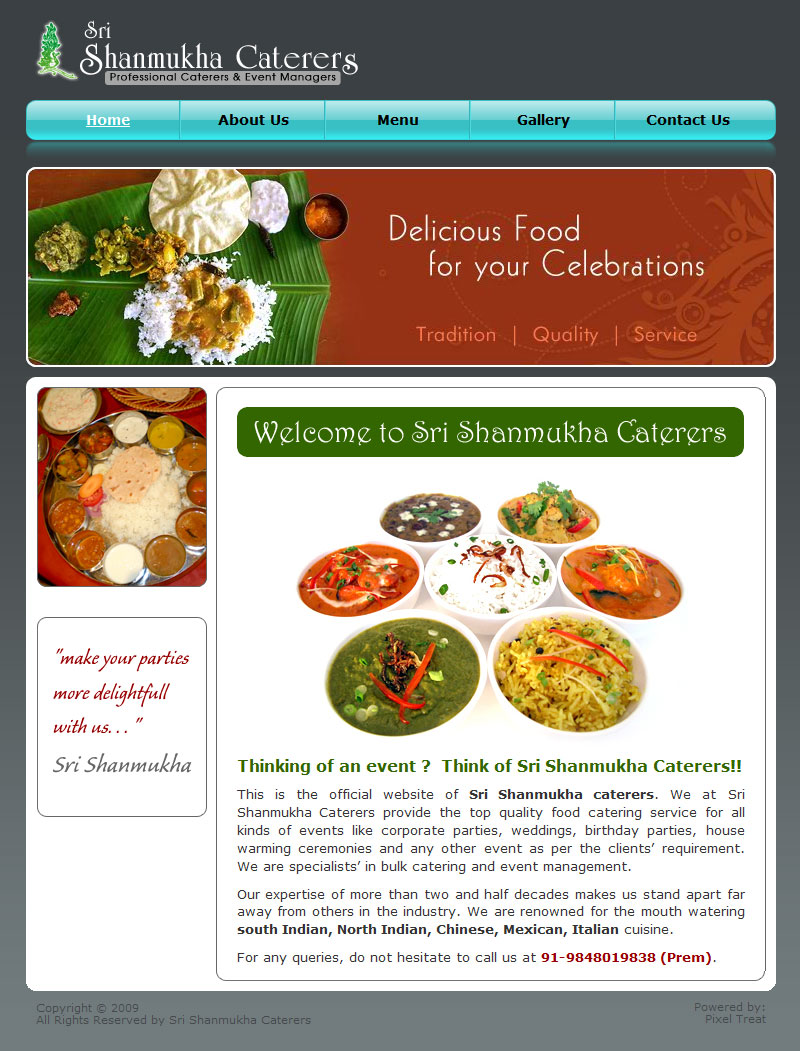 Sri
Shanmukha Caterers
Professional Caterers & Event Managers
Home About Us Menu Gallery Contact Us
Delicious Food
for your Celebrations
Tradition | Quality | Service
Welcome to Sri Shanmukha Caterers
"make your parties
more delightfull
with us. . . "
Sri Shanmukha
Thinking of an event ? Think of Sri Shanmukha Caterers!!
This is the official website of Sri Shanmukha caterers. We at Sri
Shanmukha Caterers provide the top quality food catering service for all
kinds of events like corporate parties, weddings, birthday parties, house
warming ceremonies and any other event as per the clients’ requirement.
We are specialists’ in bulk catering and event management.
Our expertise of more than two and half decades makes us stand apart far
away from others in the industry. We are renowned for the mouth watering
south Indian, North Indian, Chinese, Mexican, Italian cuisine.
For any queries, do not hesitate to call us at 91-9848019838 (Prem).
Copyright © 2009
All Rights Reserved by Sri Shanmukha Caterers
Powered by:
Pixel Treat